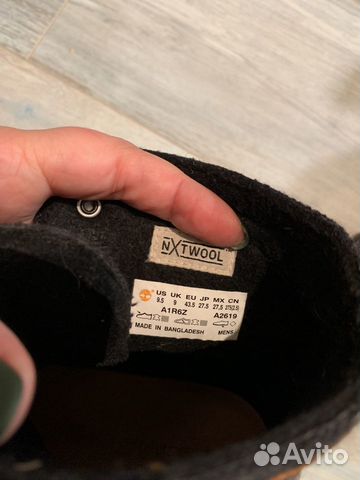 NXTWOOL
US UK EU JP MX CN
9.5 9 43.5 27.5 27.5 275(2.5)
A1R6Z A2619
MADE IN BANGLADESH MENS
Avito